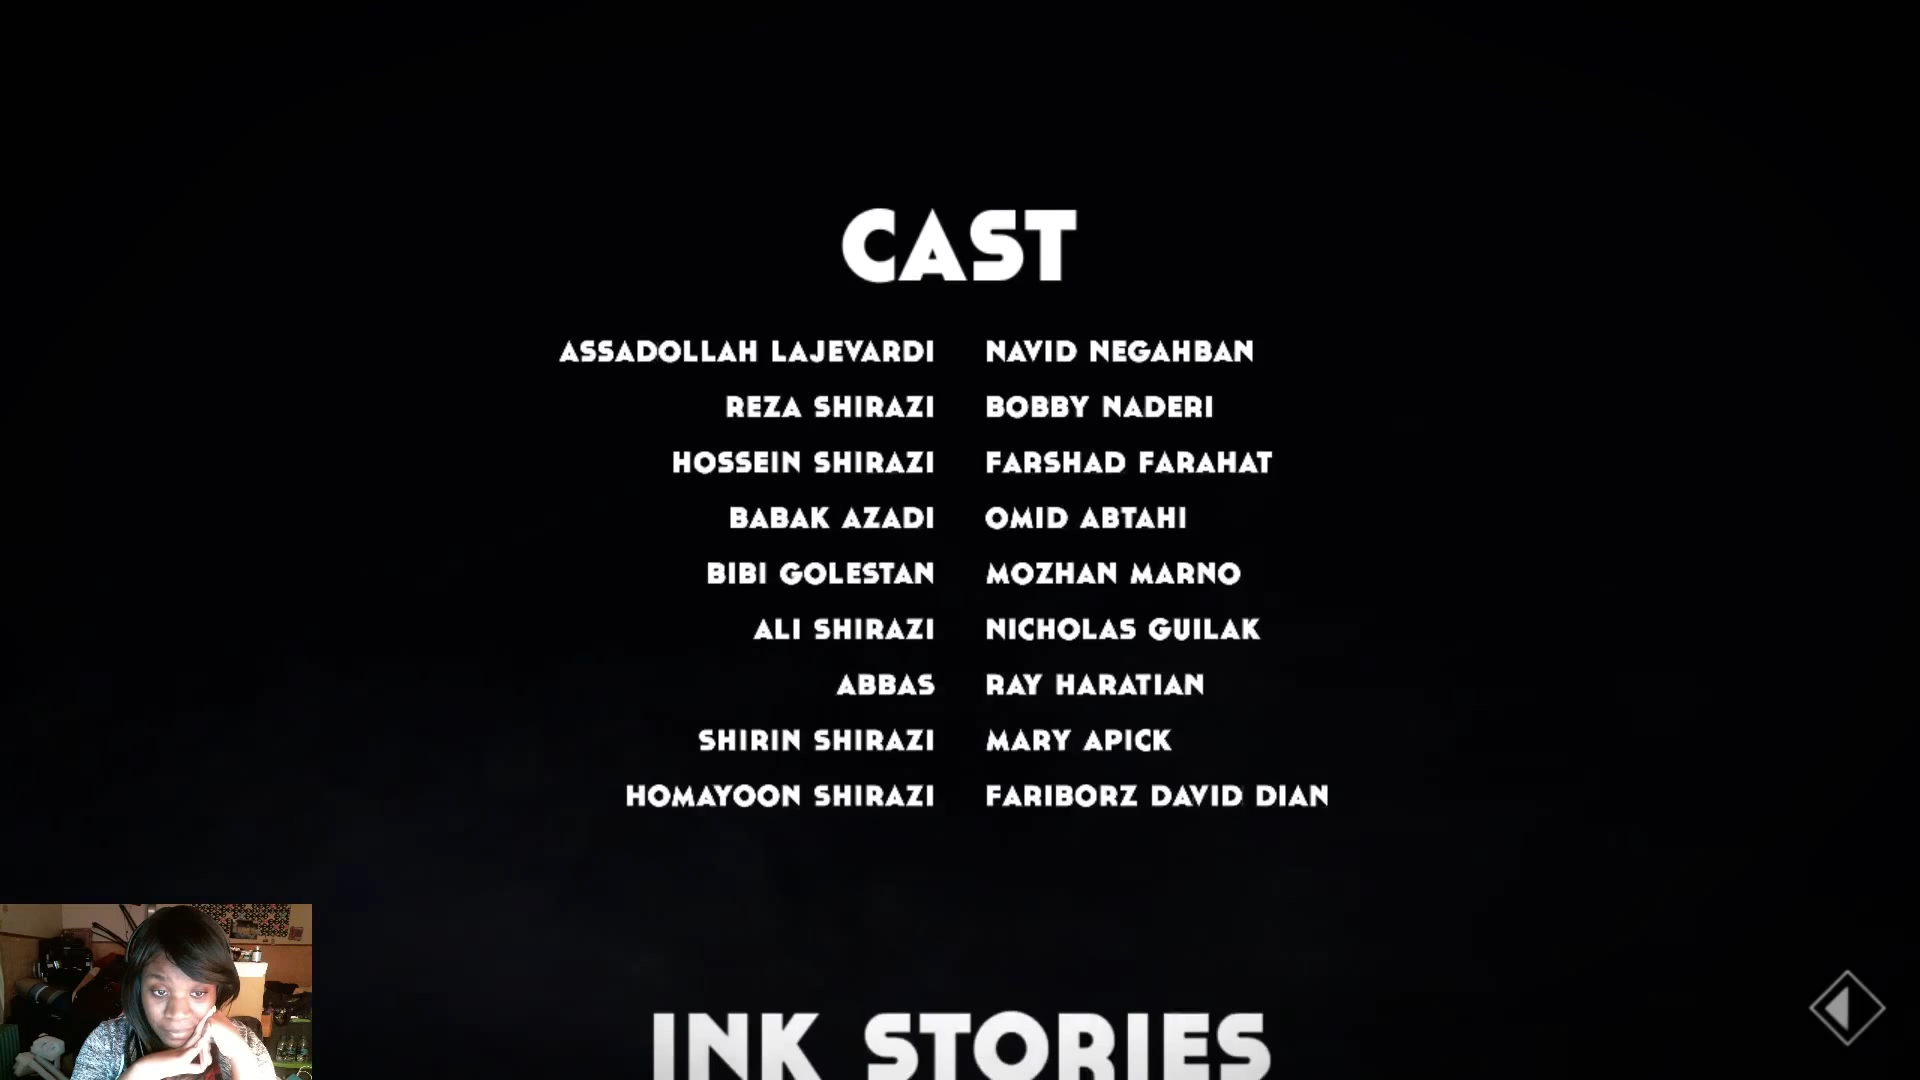 CAST
ASSADOLLAH LAJEVARDI NAVID NEGAHBAN
REZA SHIRAZI BOBBY NADERI
HOSSEIN SHIRAZI FARSHAD FARAHAT
BABAK AZADI OMID ABTAHI
BIBI GOLESTAN MOZHAN MARNO
ALI SHIRAZI NICHOLAS GUILAK
ABBAS RAY HARATIAN
SHIRIN SHIRAZI MARY APICK
HOMAYOON SHIRAZI FARIBORZ DAVID DIAN
INK STORIES